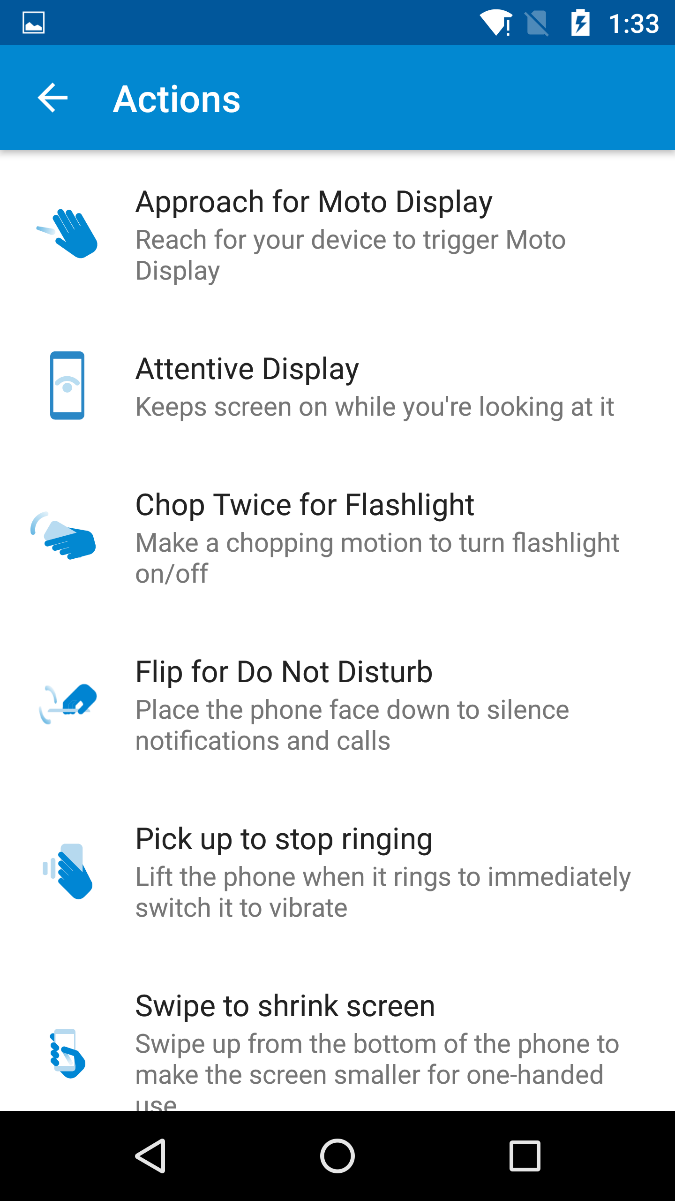 1:33
Actions
Approach for Moto Display
Reach for your device to trigger Moto
Display
Attentive Display
Keeps screen on while you're looking at it
Chop Twice for Flashlight
Make a chopping motion to turn flashlight
on/off
Flip for Do Not Disturb
Place the phone face down to silence
notifications and calls
Pick up to stop ringing
Lift the phone when it rings to immediately
switch it to vibrate
Swipe to shrink screen
Swipe up from the bottom of the phone to
make the screen smaller for one-handed
use